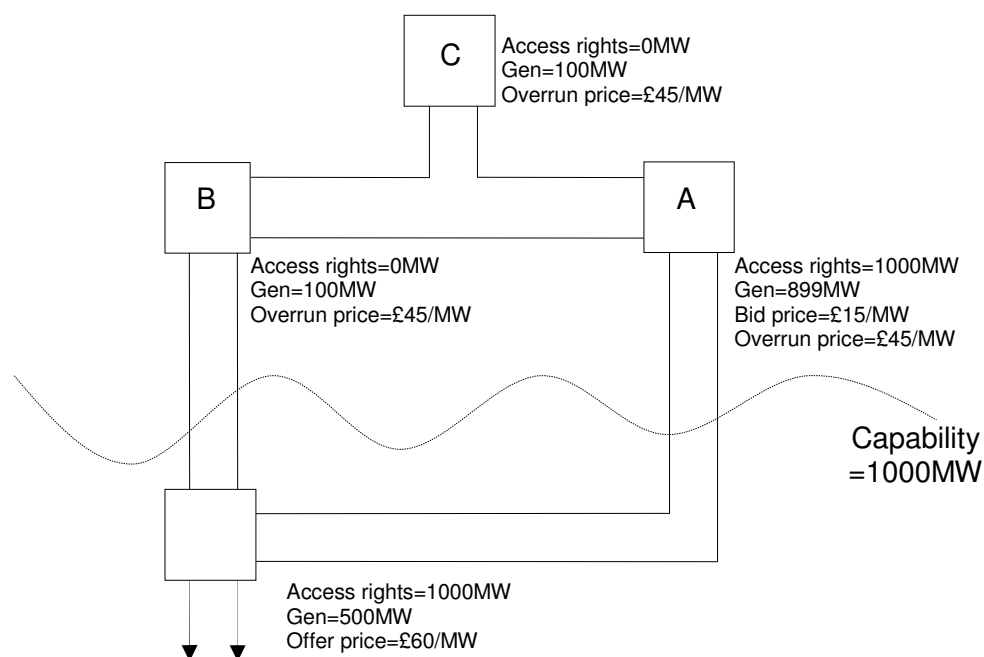 C
Access rights=0MW
Gen=100MW
Overrun price=£45/MW
B
A
Access rights=0MW
Gen=100MW
Overrun price=£45/MW
Access rights=1000MW
Gen=899MW
Bid price=£15/MW
Overrun price=£45/MW
Capability
=1000MW
Access rights=1000MW
Gen=500MW
Offer price=£60/MW